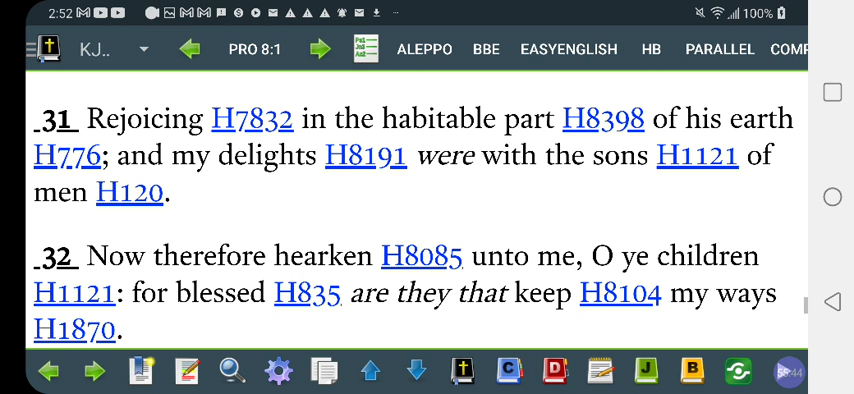 2:52 100%
KJ.. PRO 8:1 ALEPPO BBE EASYENGLISH HB PARALLEL
31 Rejoicing H7832 in the habitable part H8398 of his earth
H776; and my delights H8191 were with the sons H1121 of
men H120.
32 Now therefore hearken H8085 unto me, O ye children
H1121: for blessed H835 are they that keep H8104 my ways
H1870.
C D J B